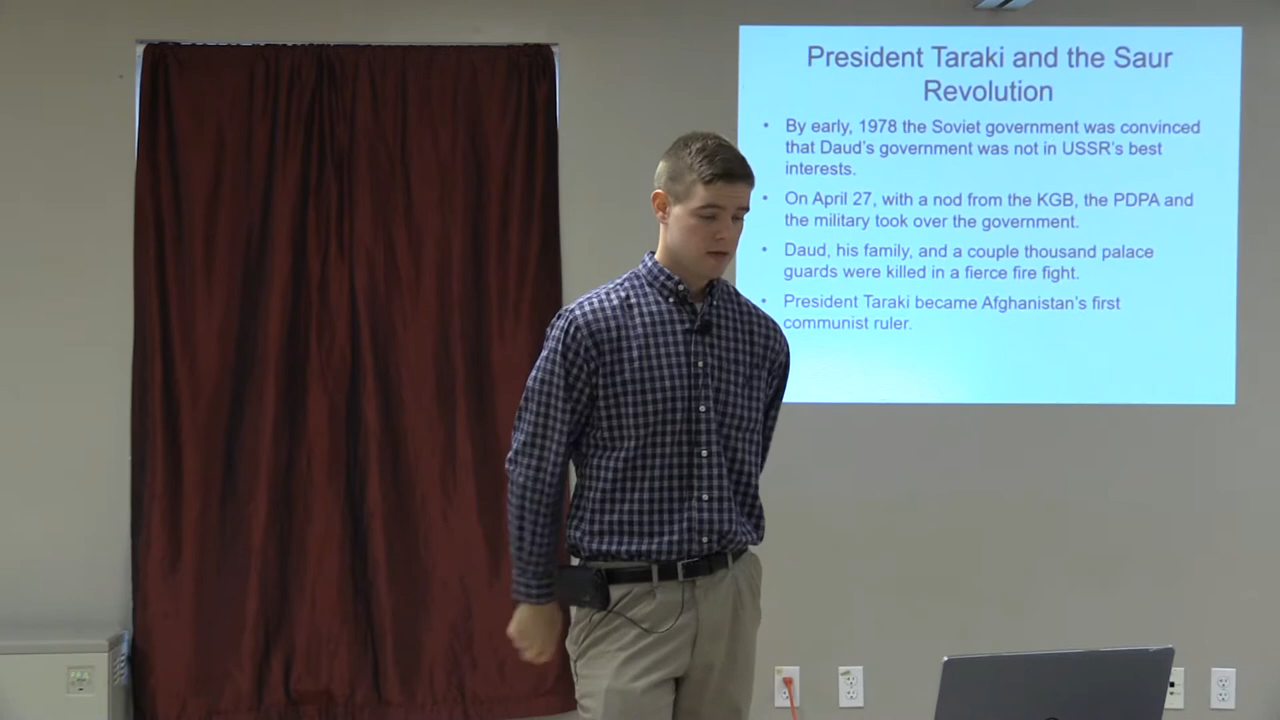 President Taraki and the Saur
Revolution
• By early, 1978 the Soviet government was convinced
that Daud's government was not in USSR's best
interests.
• On April 27, with a nod from the KGB, the PDPA and
the military took over the government.
• Daud, his family, and a couple thousand palace
guards were killed in a fierce fire fight.
• President Taraki became Afghanistan's first
communist ruler.